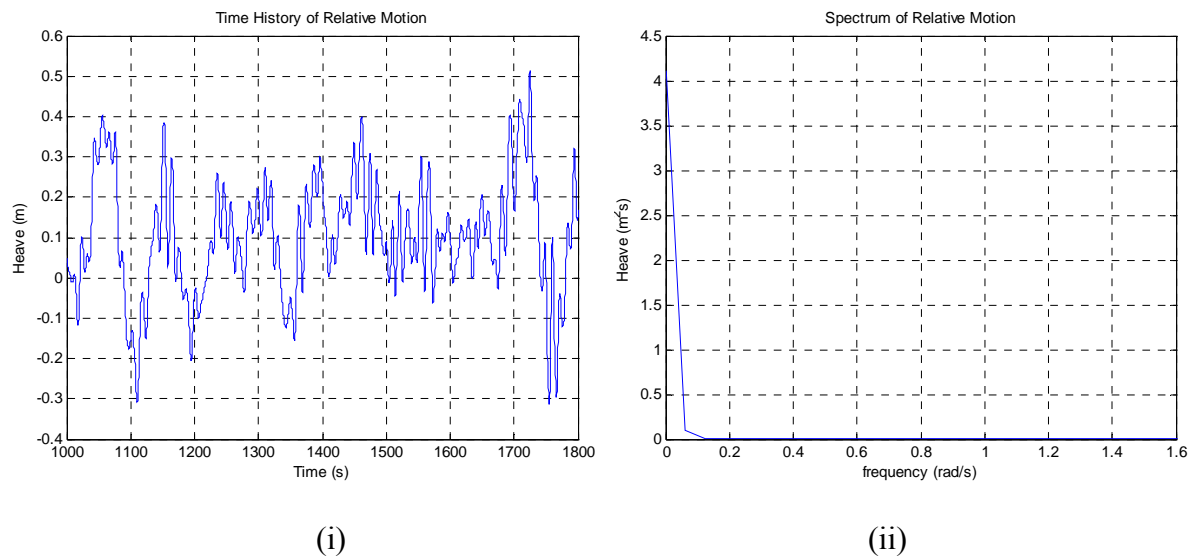 Time History of Relative Motion
0.6
0.5
0.4
0.3
0.2
0.1
0
-0.1
-0.2
-0.3
-0.4
Heave (m)
1000 1100 1200 1300 1400 1500 1600 1700 1800
Time (s)
(i)
Spectrum of Relative Motion
4.5
4
3.5
3
2.5
2
1.5
1
0.5
0
Heave (m²s)
0 0.2 0.4 0.6 0.8 1 1.2 1.4 1.6
frequency (rad/s)
(ii)